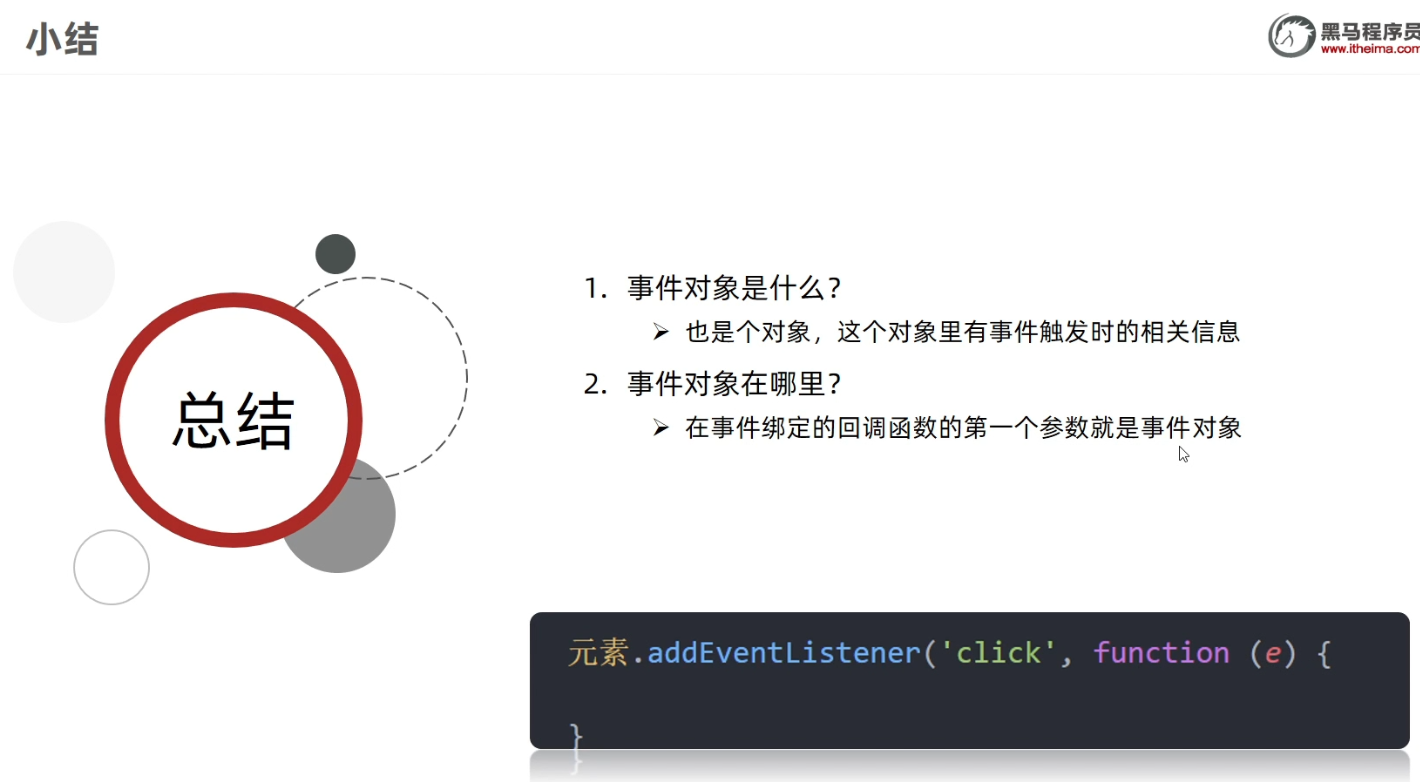 小结
黑马程序员
www.itheima.com
总结
1. 事件对象是什么？
➢ 也是个对象，这个对象里有事件触发时的相关信息
2. 事件对象在哪里？
➢ 在事件绑定的回调函数的第一个参数就是事件对象
元素.addEventListener('click', function (e) {
}